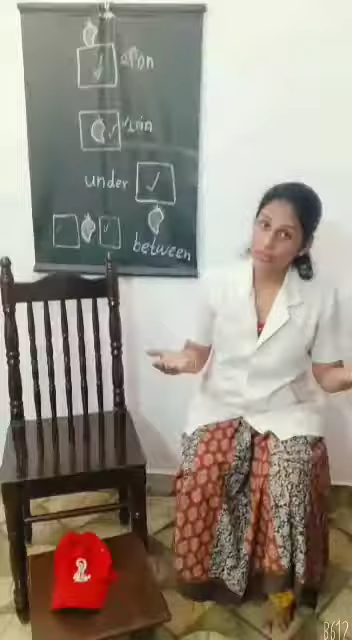 on
in
under
between
B612